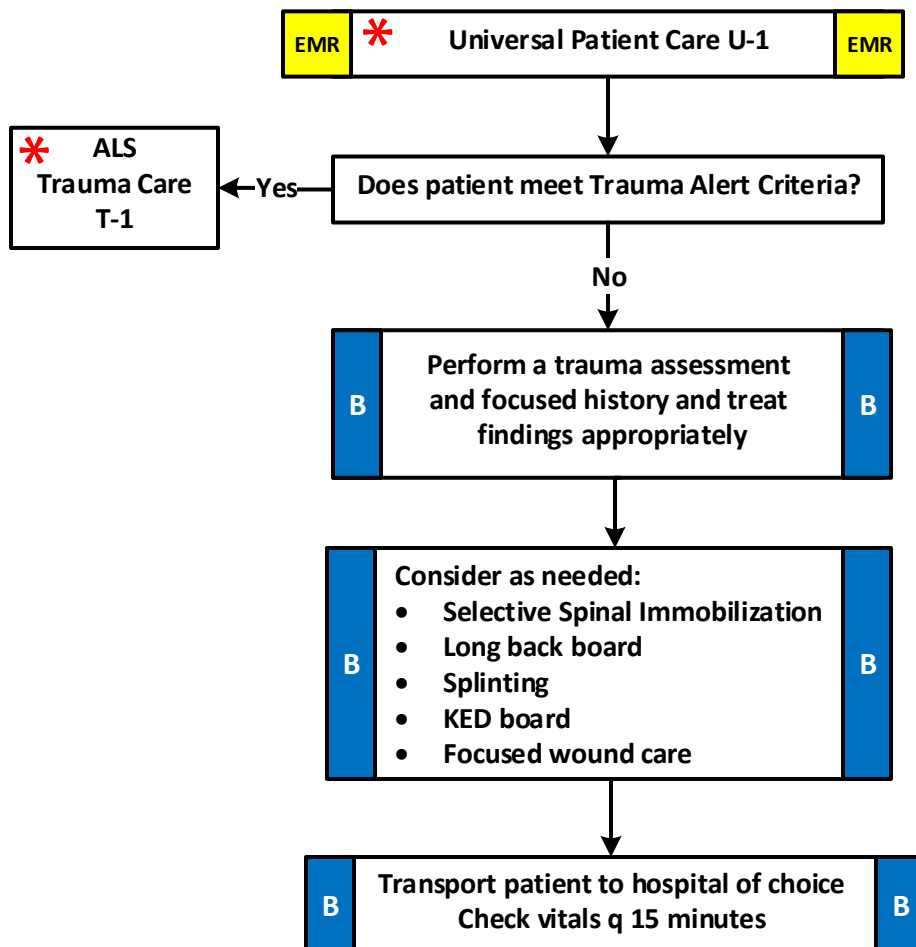 EMR * Universal Patient Care U-1 EMR
* ALS
Trauma Care
T-1
Yes
Does patient meet Trauma Alert Criteria?
No
B B
Perform a trauma assessment
and focused history and treat
findings appropriately
B B
Consider as needed:
• Selective Spinal Immobilization
• Long back board
• Splinting
• KED board
• Focused wound care
B B
Transport patient to hospital of choice
Check vitals q 15 minutes